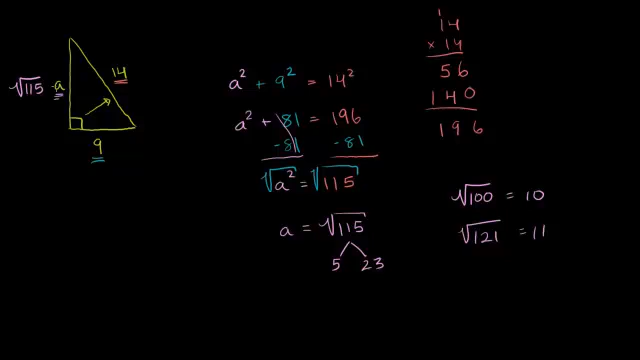 √115 a
14
9
a² + 9² = 14²
a² + 81 = 196
-81 -81
√a² = √115
a = √115
5 23
14
× 14
56
140
196
√100 = 10
√121 = 11